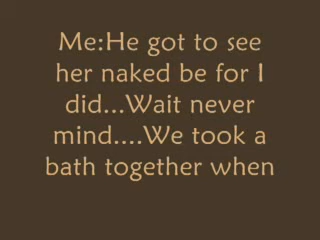 Me:He got to see
her naked be for I
did...Wait never
mind....We took a
bath together when